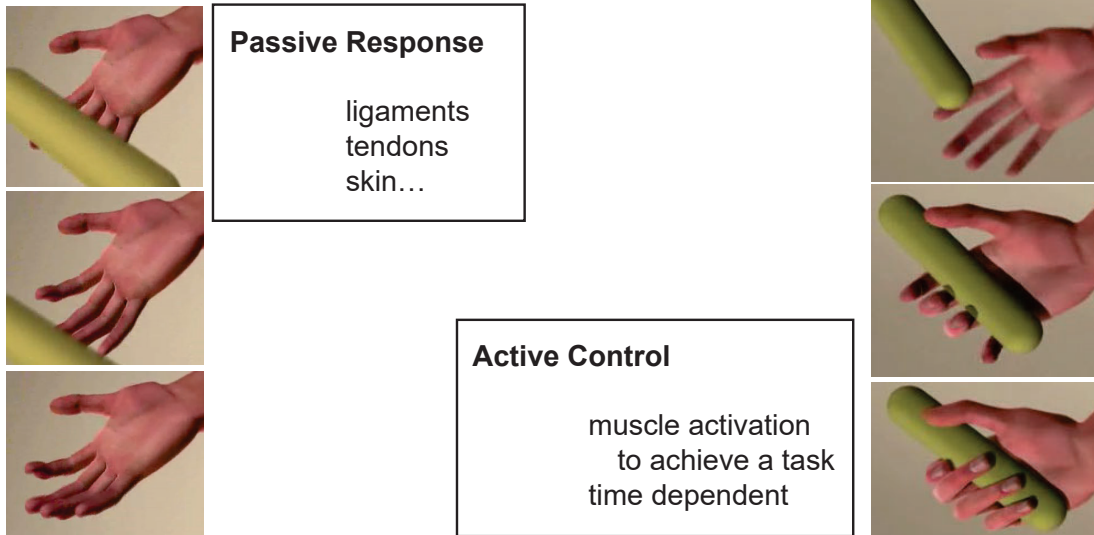 Passive Response
ligaments
tendons
skin…
Active Control
muscle activation
to achieve a task
time dependent